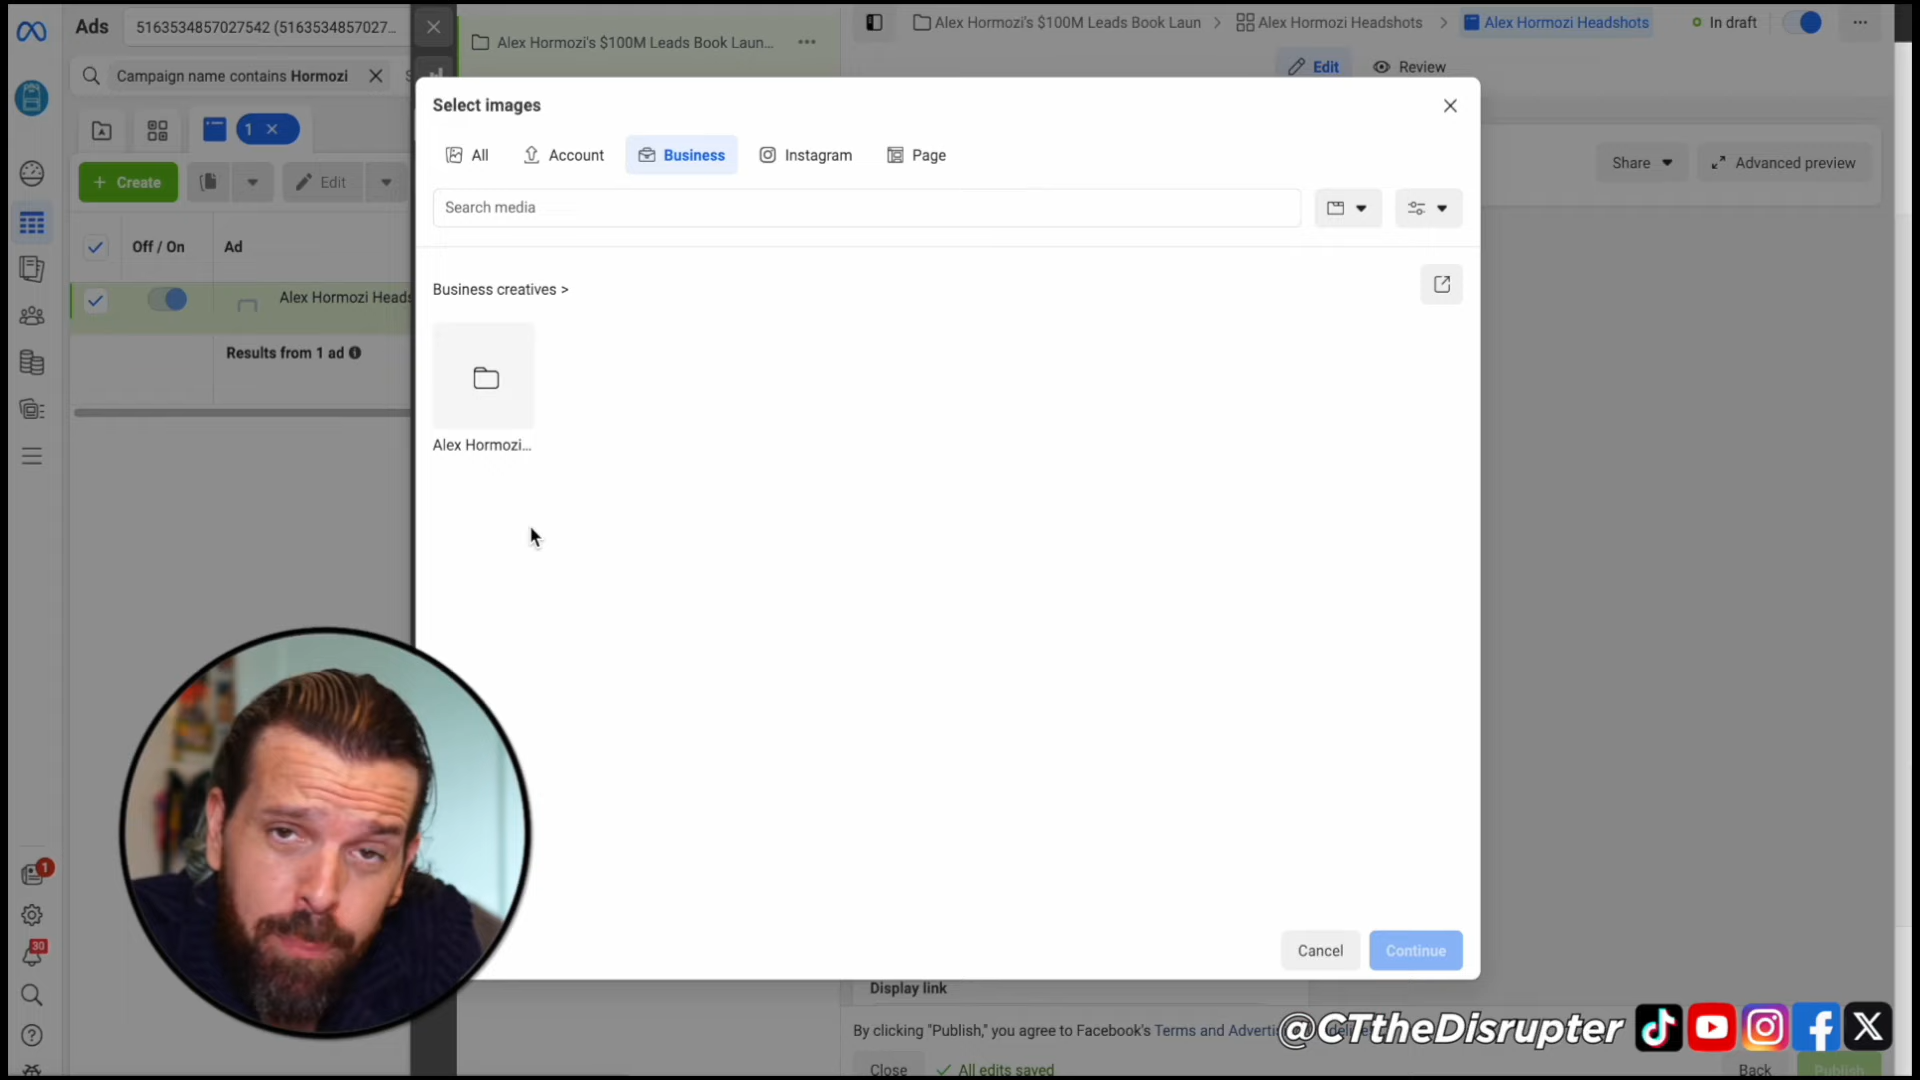 Ads
5163534857027542 (5163534857027...
Alex Hormozi's $100M Leads Book Laun...
Alex Hormozi's $100M Leads Book Laun
Alex Hormozi Headshots
Alex Hormozi Headshots
In draft
Campaign name contains Hormozi
Edit
Review
Select images
1
All
Account
Business
Instagram
Page
Share
Advanced preview
Create
Edit
Search media
Off / On
Ad
Business creatives >
Alex Hormozi Heads
Results from 1 ad
Alex Hormozi...
1
30
Cancel
Continue
Display link
By clicking "Publish," you agree to Facebook's Terms and Adverti
@CTtheDisrupter
Close
All edits saved
Back
Publish